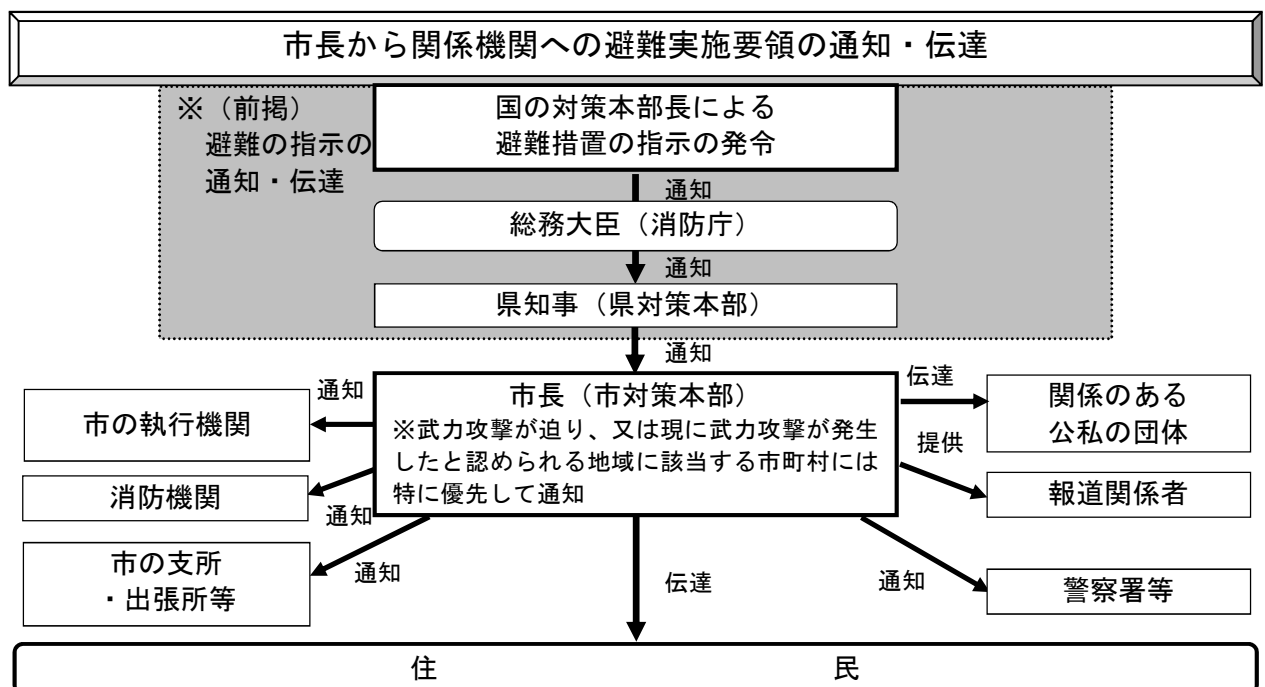 市長から関係機関への避難実施要領の通知・伝達
※（前掲）
避難の指示の
通知・伝達
国の対策本部長による
避難措置の指示の発令
通知
総務大臣（消防庁）
通知
県知事（県対策本部）
通知
市長（市対策本部）
※武力攻撃が迫り、又は現に武力攻撃が発生
したと認められる地域に該当する市町村には
特に優先して通知
通知
市の執行機関
消防機関
通知
市の支所
・出張所等
通知
伝達
伝達
関係のある
公私の団体
提供
報道関係者
通知
警察署等
住　民